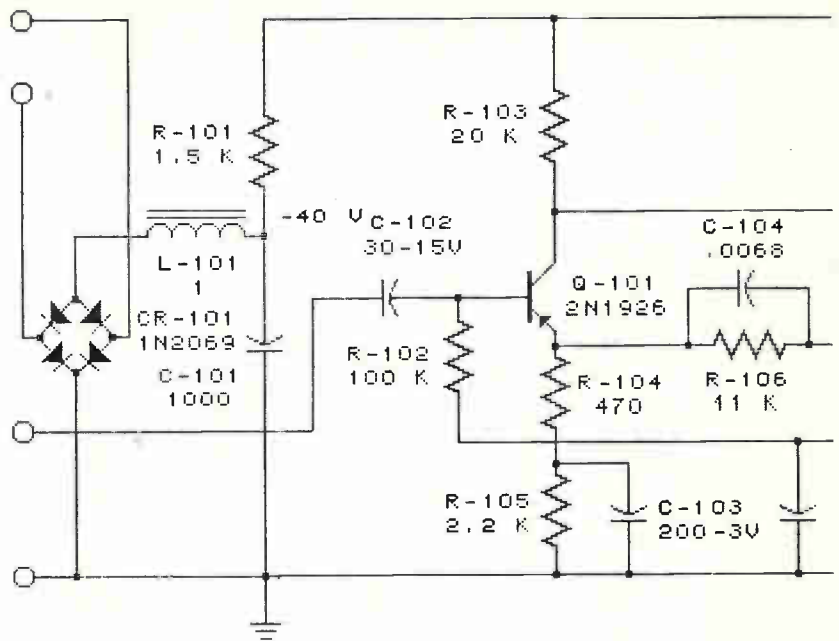 R-101
1.5 K
R-103
20 K
-40 V
C-102
30-15V
C-104
.0068
L-101
1
Q-101
2N1926
CR-101
1N2069
R-102
100 K
C-101
1000
R-104
470
R-106
11 K
R-105
2.2 K
C-103
200-3V